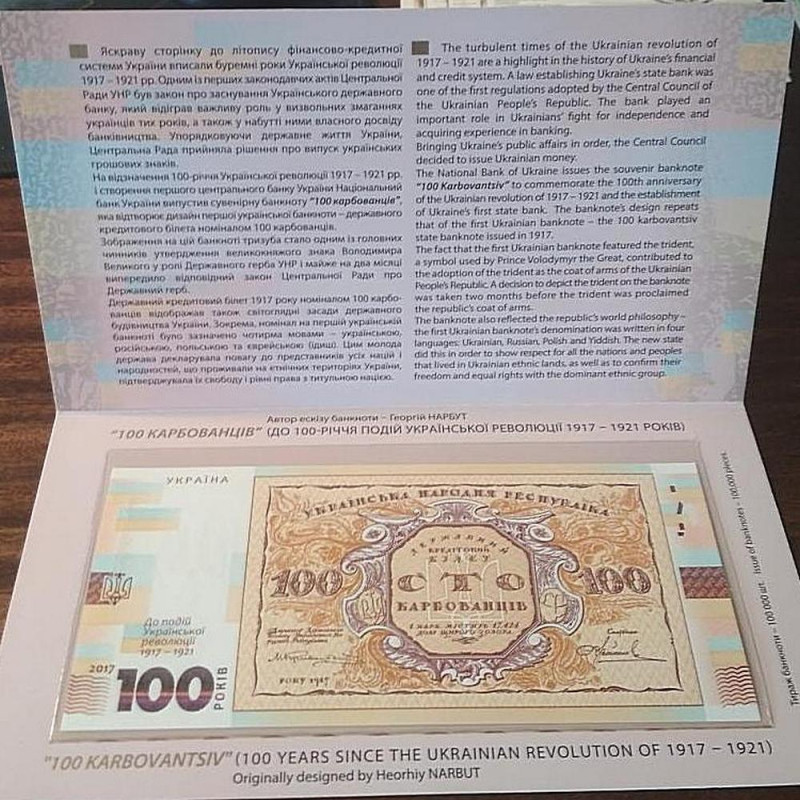 Яскраву сторінку до літопису фінансово-кредитної
системи України вписали буремні роки Української революції
1917 – 1921 рр. Одним із перших законодавчих актів Центральної
Ради УНР був закон про заснування Українського державного
банку, який відіграв важливу роль у визвольних змаганнях
українців тих років, а також у набутті ними власного досвіду
банківництва. Упорядковуючи державне життя України,
Центральна Рада прийняла рішення про випуск українських
грошових знаків.
На відзначення 100-річчя Української революції 1917 – 1921 рр.
і створення першого центрального банку України Національний
банк України випустив сувенірну банкноту "100 карбованців",
яка відтворює дизайн першої української банкноти – державного
кредитового білета номіналом 100 карбованців.
Зображення на цій банкноті тризуба стало одним із головних
чинників утвердження великокняжого знака Володимира
Великого у ролі Державного герба УНР і майже на два місяці
випередило відповідний закон Центральної Ради про
Державний герб.
Державний кредитовий білет 1917 року номіналом 100 карбо-
ванців відображав також світоглядні засади державного
будівництва України. Зокрема, номінал на першій українській
банкноті було зазначено чотирма мовами – українською,
російською, польською та єврейською (їдиш). Цим молода
держава декларувала повагу до представників усіх націй і
народностей, що проживали на етнічних територіях України,
підтверджувала їх свободу і рівні права з титульною нацією.
The turbulent times of the Ukrainian revolution of
1917 – 1921 are a highlight in the history of Ukraine's financial
and credit system. A law establishing Ukraine's state bank was
one of the first regulations adopted by the Central Council of
the Ukrainian People's Republic. The bank played an
important role in Ukrainians' fight for independence and
acquiring experience in banking.
Bringing Ukraine's public affairs in order, the Central Council
decided to issue Ukrainian money.
The National Bank of Ukraine issues the souvenir banknote
"100 Karbovantsiv" to commemorate the 100th anniversary
of the Ukrainian revolution of 1917 – 1921 and the establishment
of Ukraine's first state bank. The banknote's design repeats
that of the first Ukrainian banknote – the 100 karbovantsiv
state banknote issued in 1917.
The fact that the first Ukrainian banknote featured the trident,
a symbol used by Prince Volodymyr the Great, contributed to
the adoption of the trident as the coat of arms of the Ukrainian
People's Republic. A decision to depict the trident on the banknote
was taken two months before the trident was proclaimed
the republic's coat of arms.
The banknote also reflected the republic's world philosophy –
the first Ukrainian banknote's denomination was written in four
languages: Ukrainian, Russian, Polish and Yiddish. The new state
did this in order to show respect for all the nations and peoples
that lived in Ukrainian ethnic lands, as well as to confirm their
freedom and equal rights with the dominant ethnic group.
Автор ескізу банкноти – Георгій НАРБУТ
"100 КАРБОВАНЦІВ" (ДО 100-РІЧЧЯ ПОДІЙ УКРАЇНСЬКОЇ РЕВОЛЮЦІЇ 1917 – 1921 РОКІВ)
УКРАЇНА
До подій
Української
революції
1917 – 1921
2017
100
РОКІВ
УКРАЇНСЬКА НАРОДНЯ РЕСПУБЛІКА
ДЕРЖАВНИЙ
КРЕДИТОВИЙ
БІЛЕТ
100 СТО 100
КАРБОВАНЦІВ
1 КАРБ. МІСТИТЬ 17.424
ДОЛІ ЩИРОГО ЗОЛОТА
РОКУ 1917
"100 KARBOVANTSIV" (100 YEARS SINCE THE UKRAINIAN REVOLUTION OF 1917 – 1921)
Originally designed by Heorhiy NARBUT
Тираж банкноти – 100 000 шт. Issue of banknotes – 100,000 pieces.